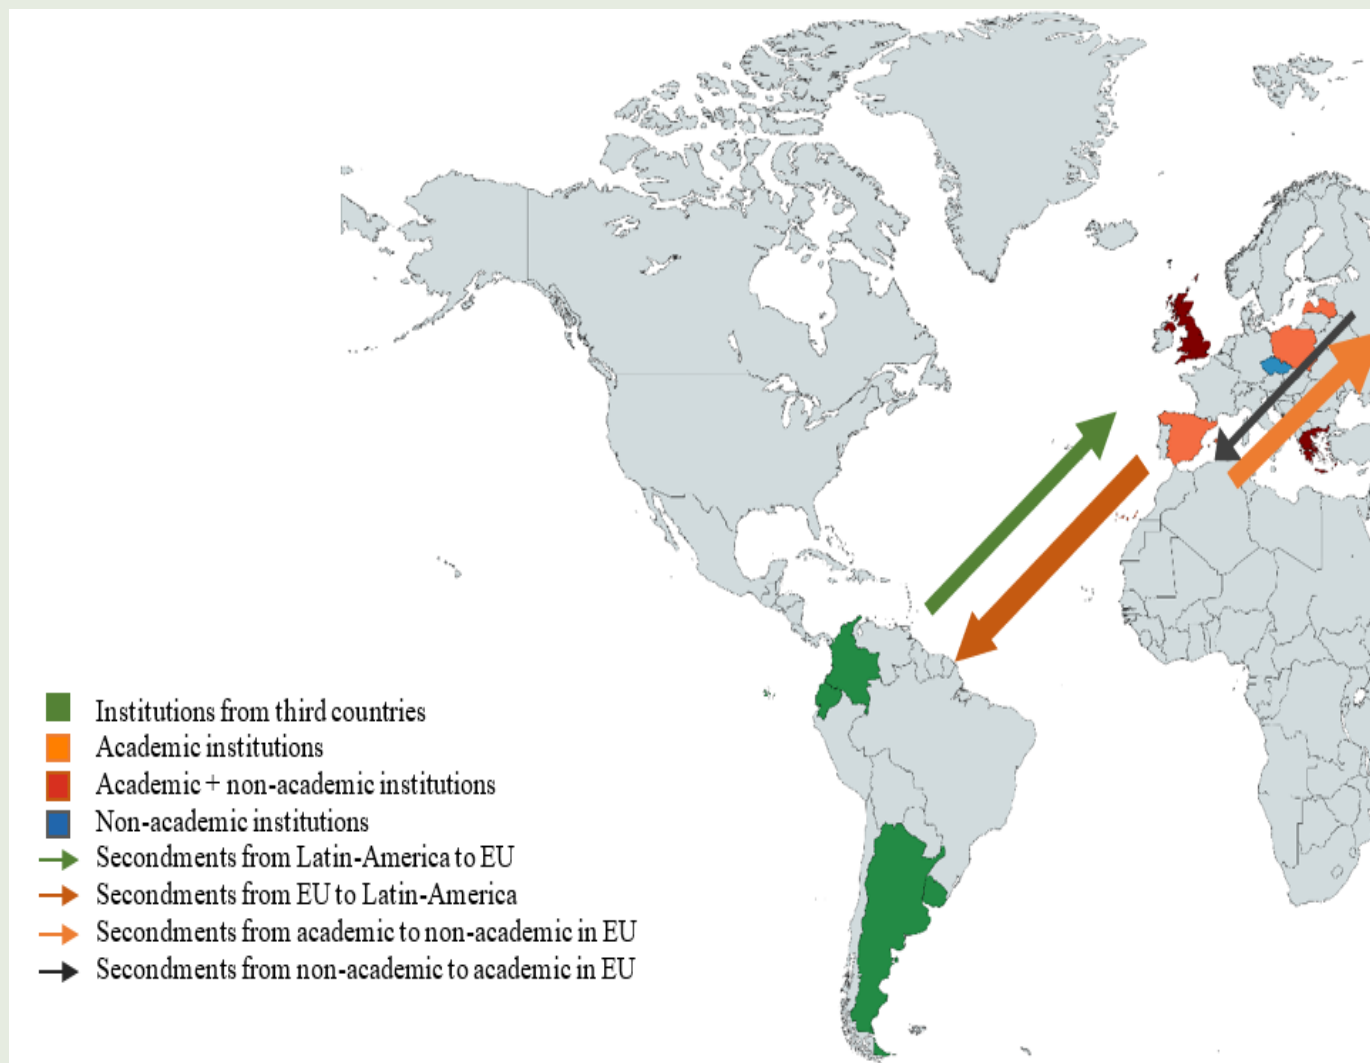 Institutions from third countries
Academic institutions
Academic + non-academic institutions
Non-academic institutions
Secondments from Latin-America to EU
Secondments from EU to Latin-America
Secondments from academic to non-academic in EU
Secondments from non-academic to academic in EU